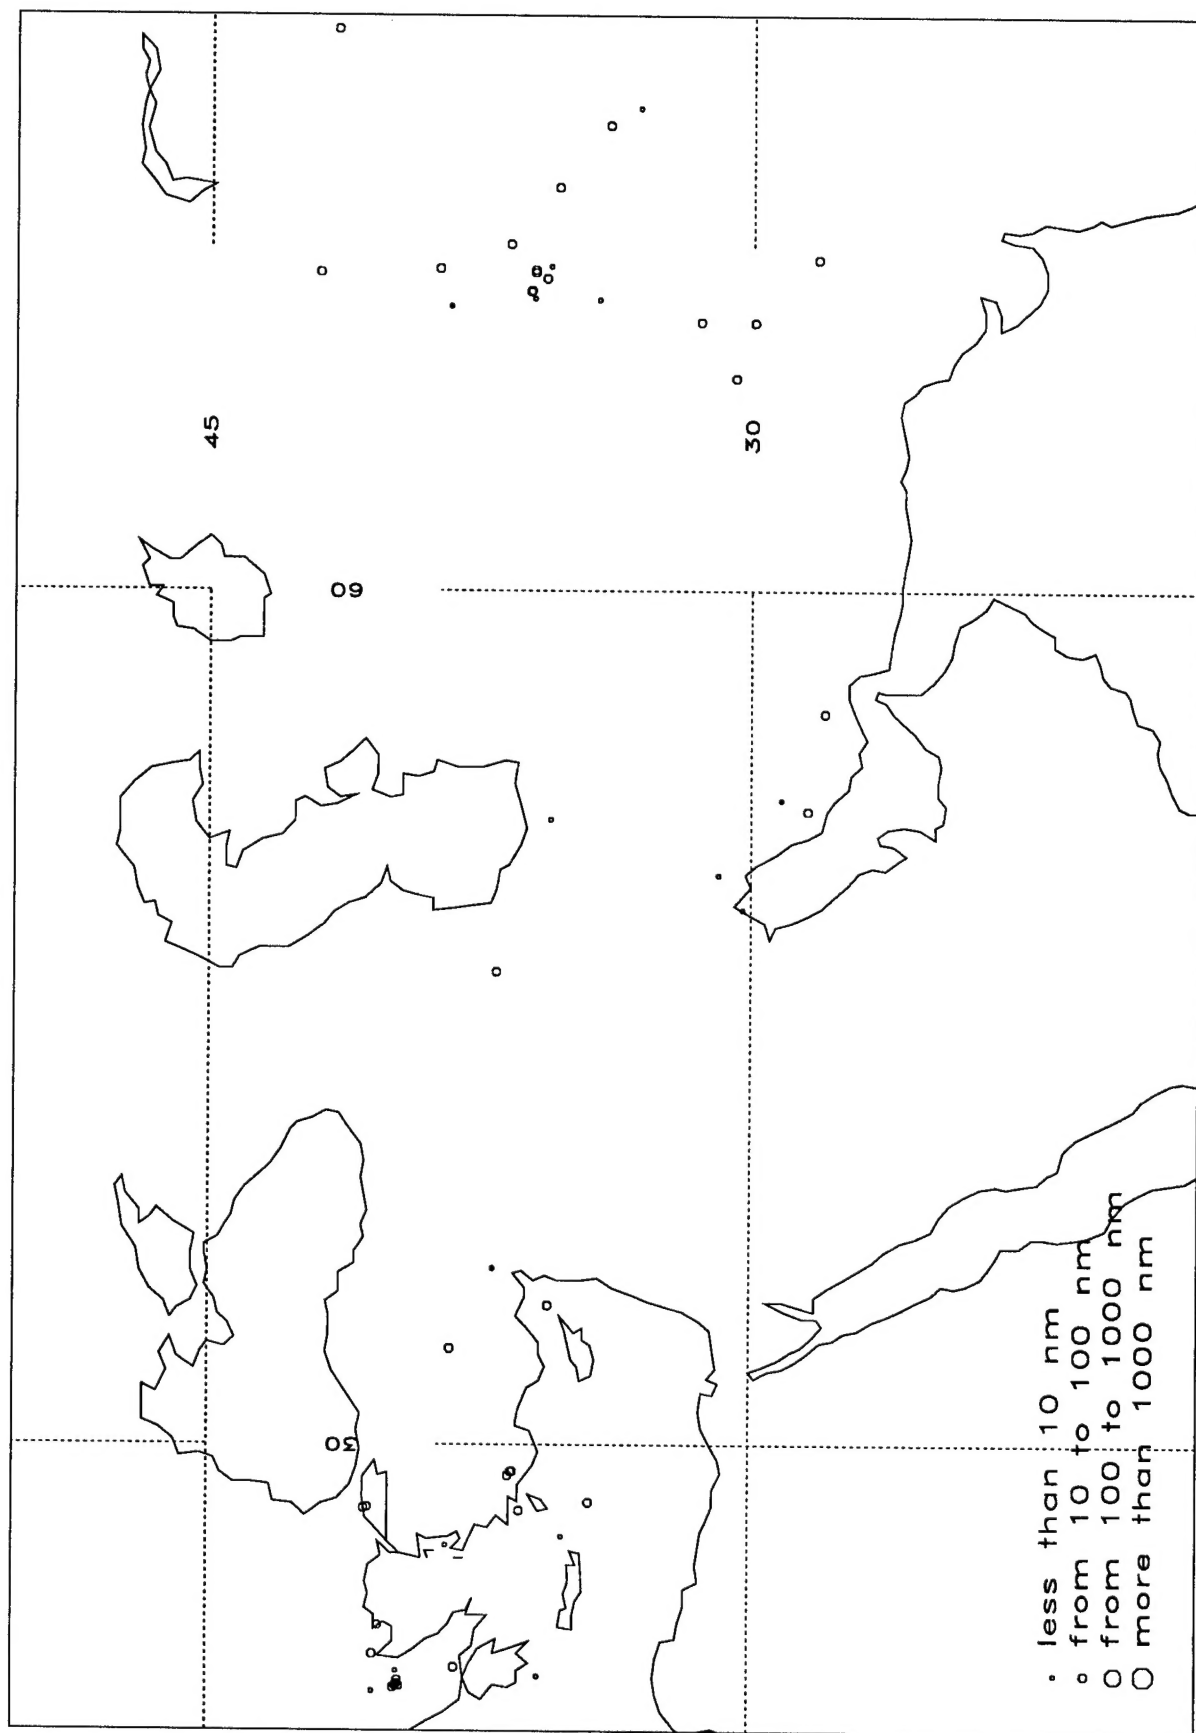 45
30
60
30
less than 10 nm
from 10 to 100 nm
from 100 to 1000 nm
more than 1000 nm